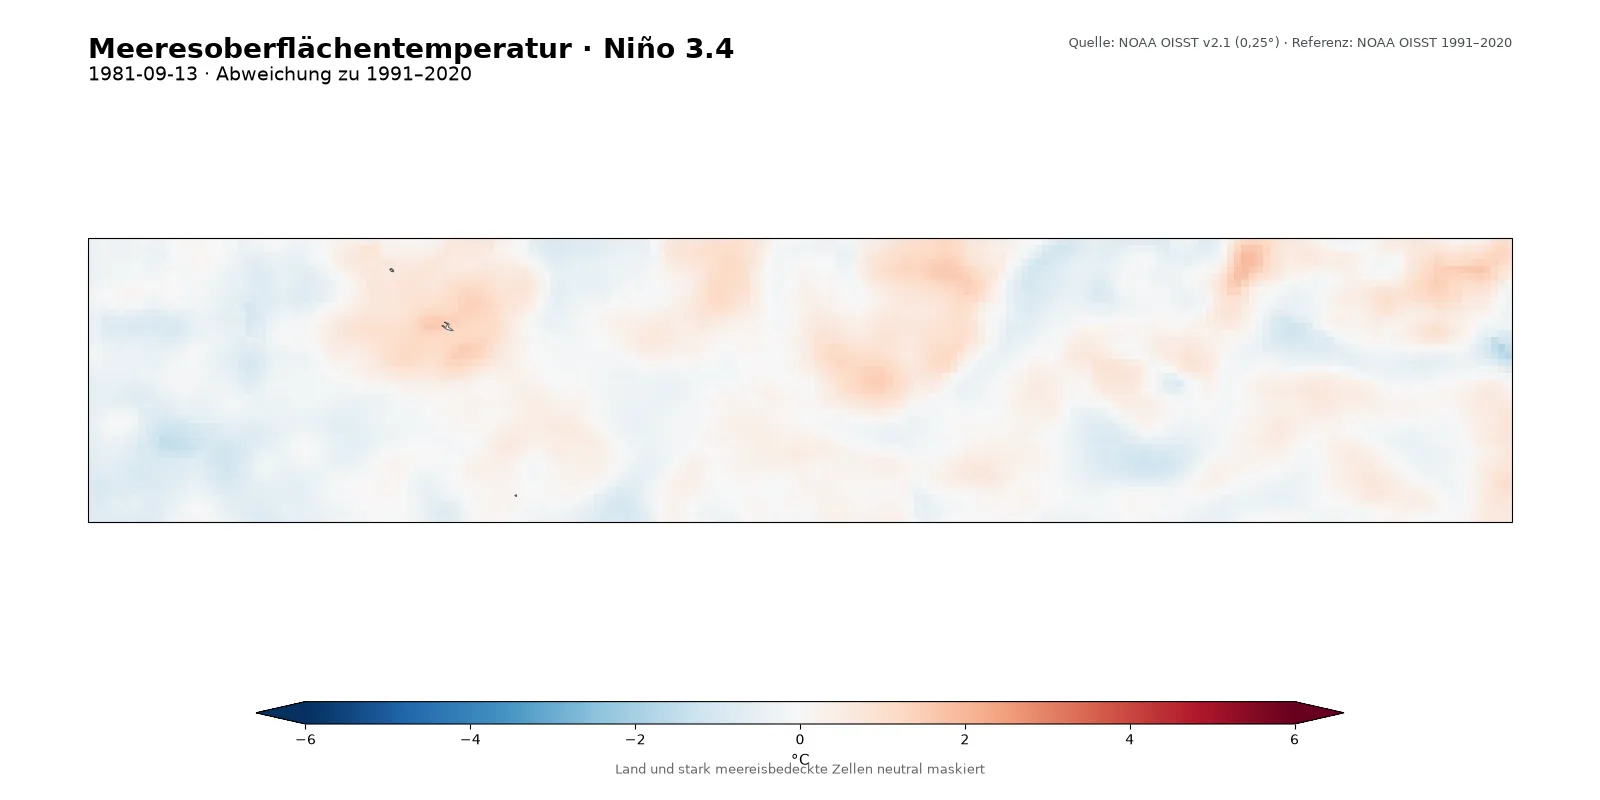 Meeresoberflächentemperatur · Niño 3.4
1981-09-13 · Abweichung zu 1991–2020
Quelle: NOAA OISST v2.1 (0,25°) · Referenz: NOAA OISST 1991–2020
−6 −4 −2 0 2 4 6
°C
Land und stark meereisbedeckte Zellen neutral maskiert